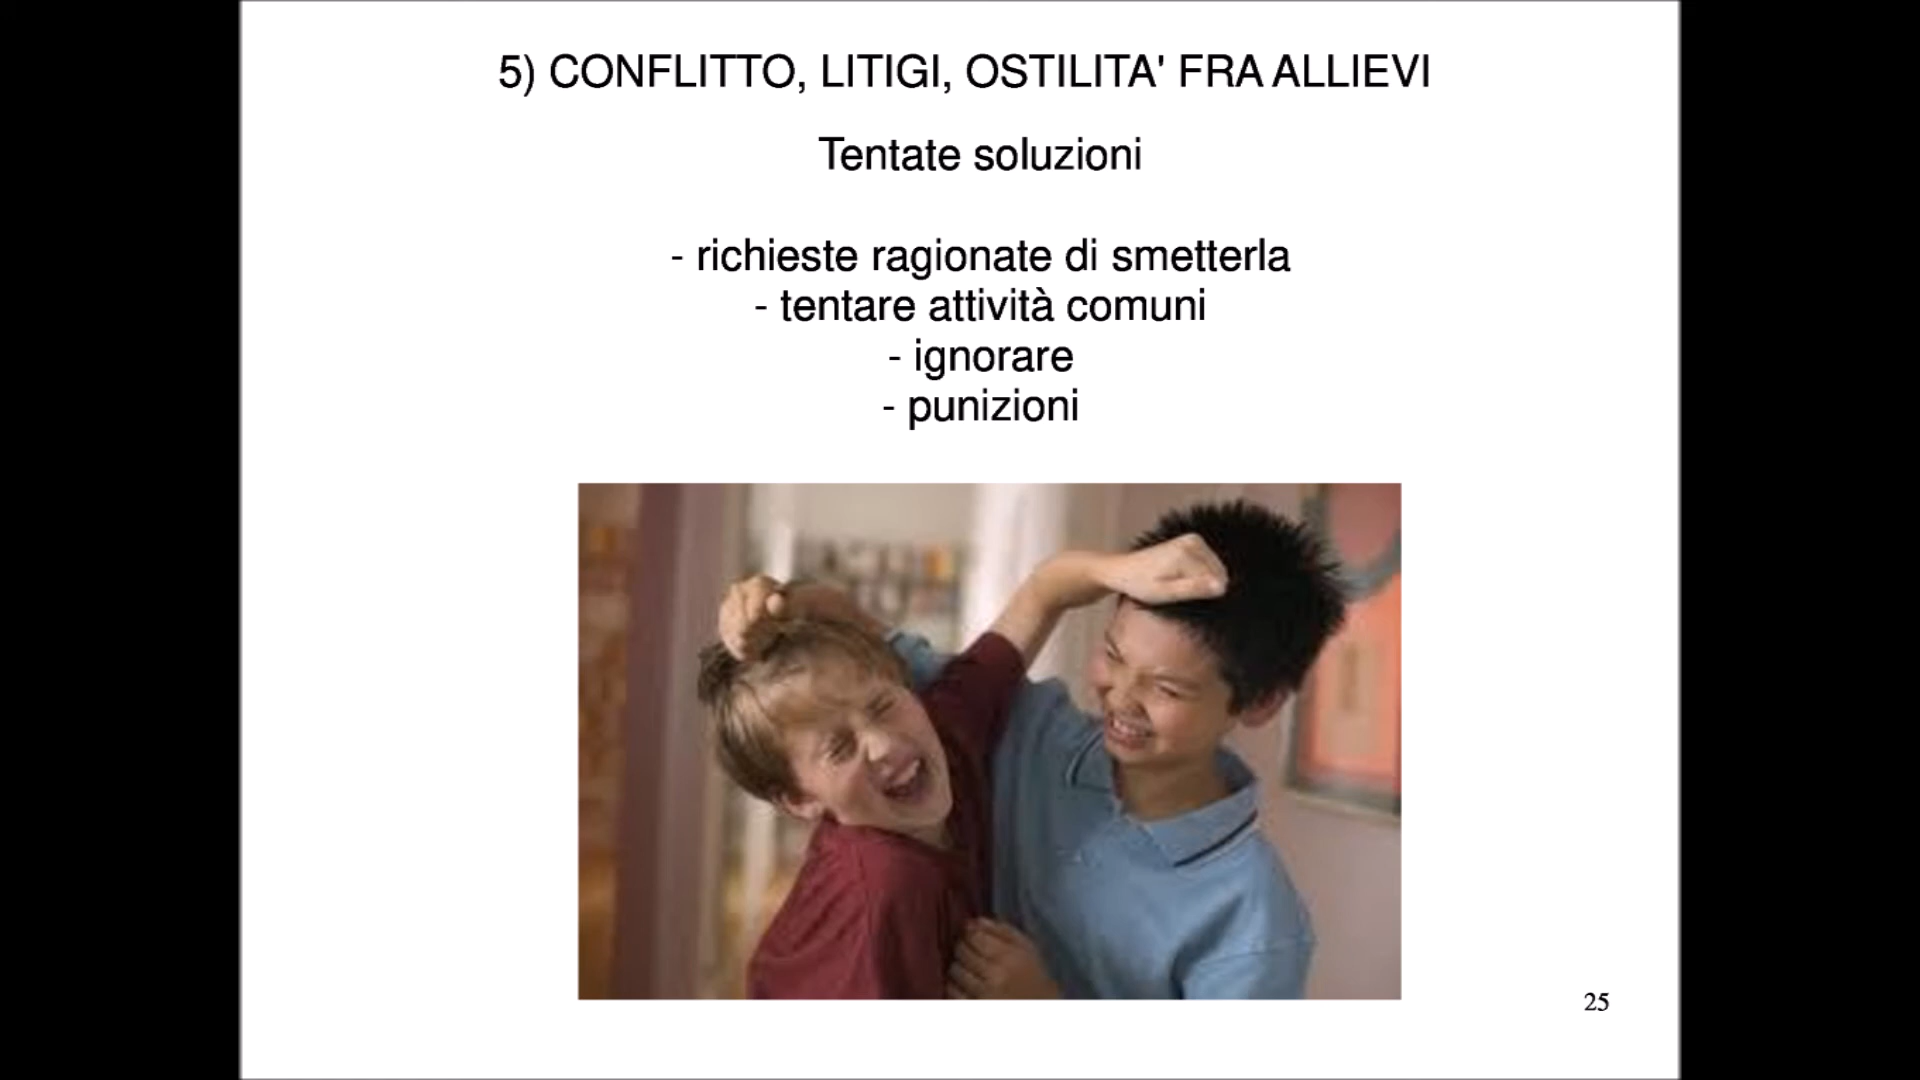 5) CONFLITTO, LITIGI, OSTILITA' FRA ALLIEVI
Tentate soluzioni
- richieste ragionate di smetterla
- tentare attività comuni
- ignorare
- punizioni
25